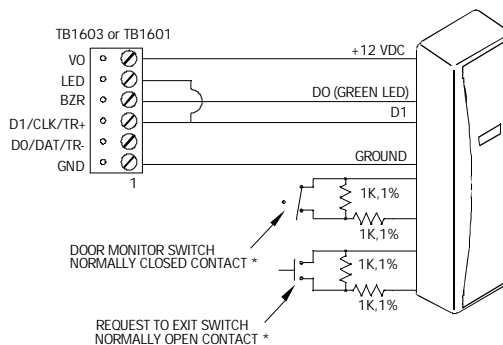 TB1603 or TB1601
VO
LED
BZR
D1/CLK/TR+
DO/DAT/TR-
GND
1
+12 VDC
DO (GREEN LED)
D1
GROUND
1K,1%
1K,1%
DOOR MONITOR SWITCH
NORMALLY CLOSED CONTACT *
1K,1%
1K,1%
REQUEST TO EXIT SWITCH
NORMALLY OPEN CONTACT *